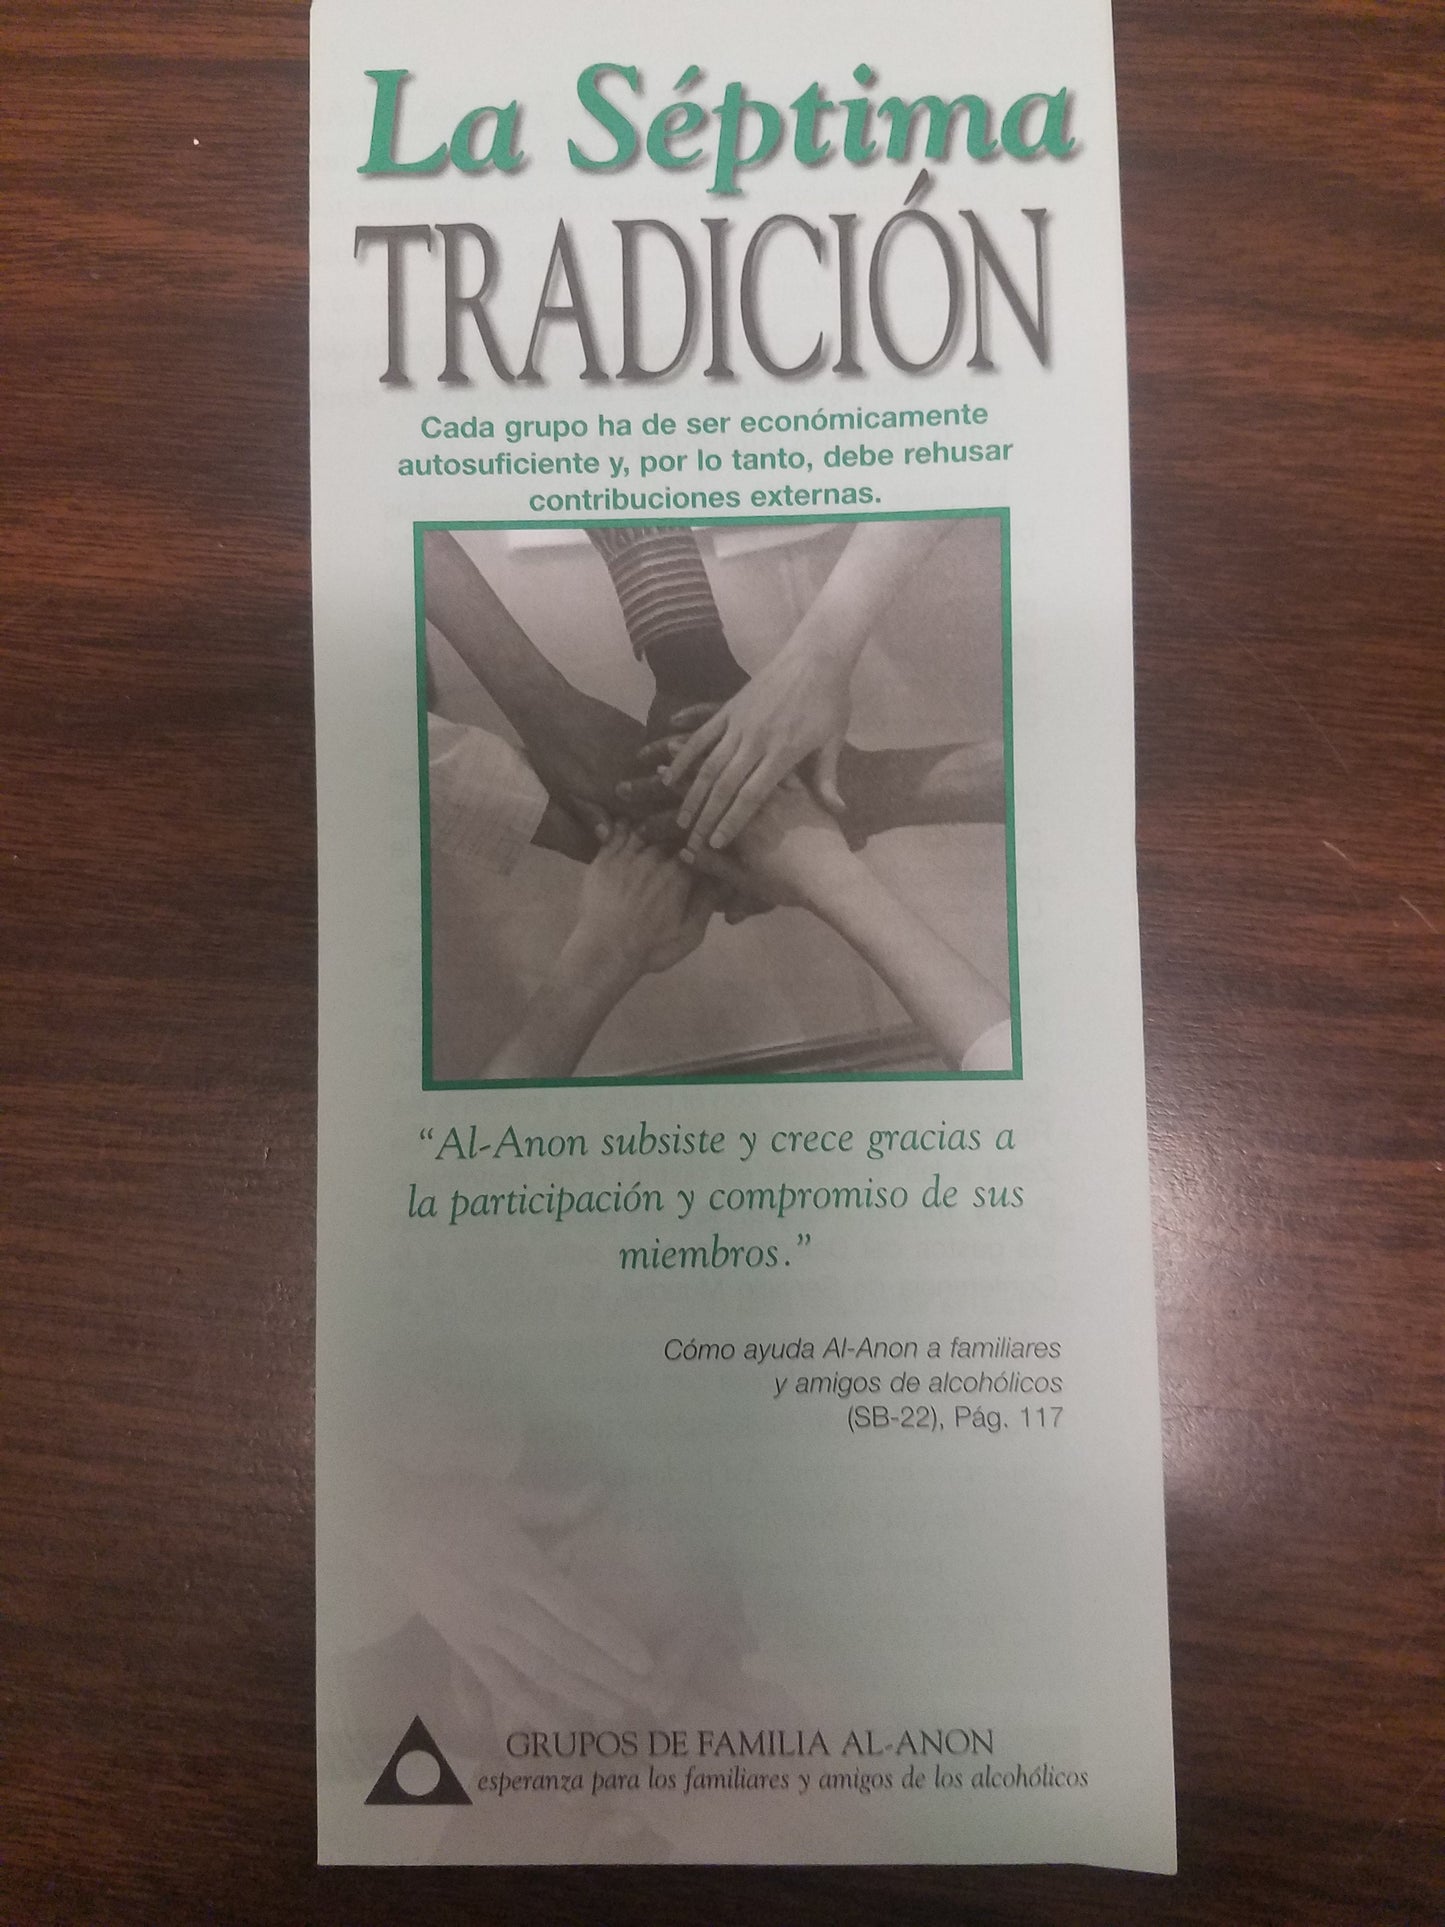 La Séptima
TRADICIÓN
Cada grupo ha de ser económicamente
autosuficiente y, por lo tanto, debe rehusar
contribuciones externas.
“Al-Anon subsiste y crece gracias a
la participación y compromiso de sus
miembros.”
Cómo ayuda Al-Anon a familiares
y amigos de alcohólicos
(SB-22), Pág. 117
GRUPOS DE FAMILIA AL-ANON
esperanza para los familiares y amigos de los alcohólicos